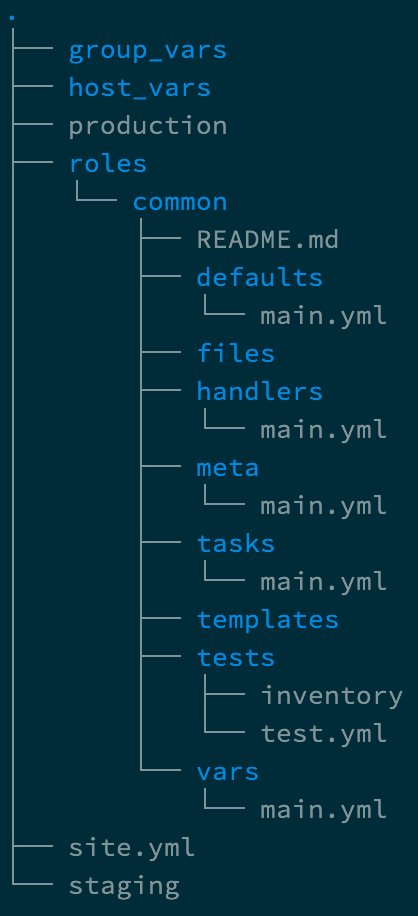 .
group_vars
host_vars
production
roles
common
README.md
defaults
main.yml
files
handlers
main.yml
meta
main.yml
tasks
main.yml
templates
tests
inventory
test.yml
vars
main.yml
site.yml
staging